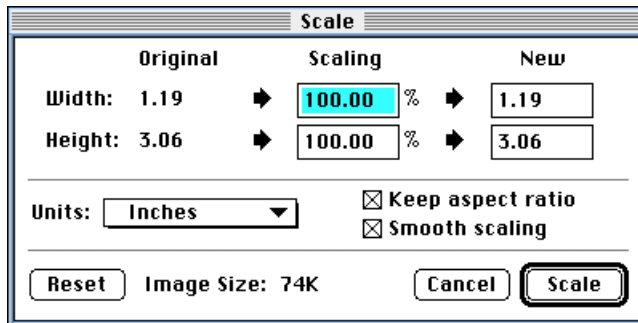 Scale
Original Scaling New
Width: 1.19 100.00 % 1.19
Height: 3.06 100.00 % 3.06
Units: Inches Keep aspect ratio
Smooth scaling
Reset Image Size: 74K Cancel Scale